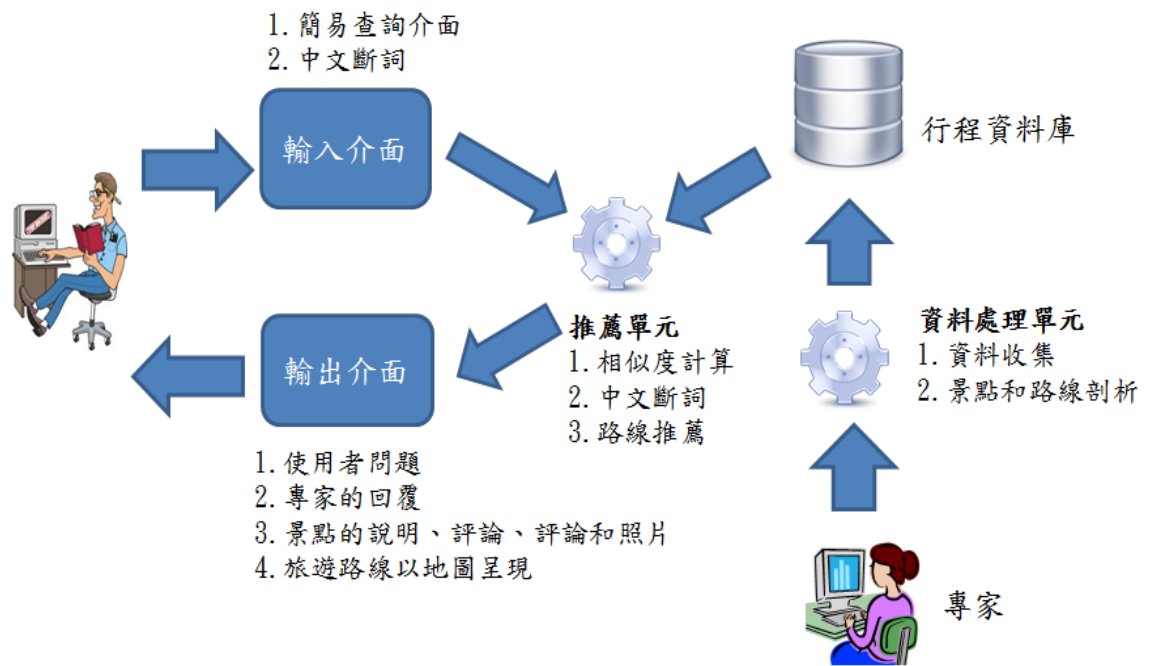 1. 簡易查詢介面
2. 中文斷詞
輸入介面
行程資料庫
推薦單元
1. 相似度計算
2. 中文斷詞
3. 路線推薦
資料處理單元
1. 資料收集
2. 景點和路線剖析
輸出介面
1. 使用者問題
2. 專家的回覆
3. 景點的說明、評論、評論和照片
4. 旅遊路線以地圖呈現
專家